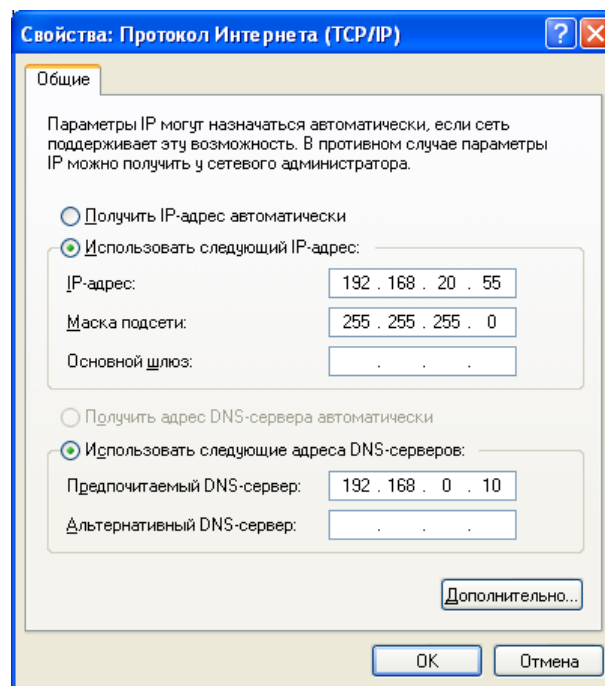 Свойства: Протокол Интернета (TCP/IP)
Общие
Параметры IP могут назначаться автоматически, если сеть
поддерживает эту возможность. В противном случае параметры
IP можно получить у сетевого администратора.
Получить IP-адрес автоматически
Использовать следующий IP-адрес:
IP-адрес: 192 . 168 . 20 . 55
Маска подсети: 255 . 255 . 255 . 0
Основной шлюз: . . .
Получить адрес DNS-сервера автоматически
Использовать следующие адреса DNS-серверов:
Предпочитаемый DNS-сервер: 192 . 168 . 0 . 10
Альтернативный DNS-сервер: . . .
Дополнительно...
OK Отмена